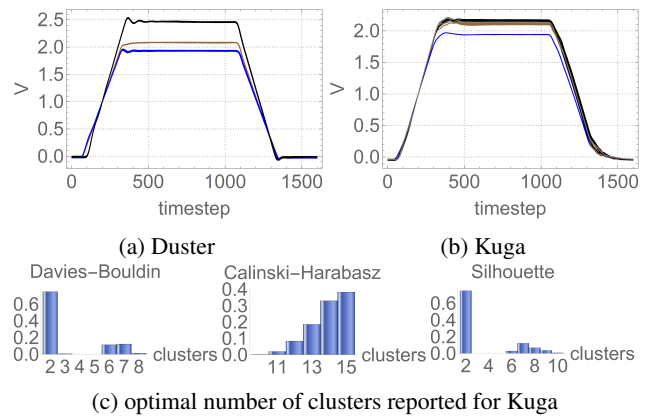 2.5
2.0
1.5
1.0
0.5
0.0
V
0 500 1000 1500
timestep
2.0
1.5
1.0
0.5
0.0
V
0 500 1000 1500
timestep
(a) Duster
(b) Kuga
Davies-Bouldin
0.6
0.4
0.2
0.0
2 3 4 5 6 7 8
clusters
Calinski-Harabasz
0.4
0.3
0.2
0.1
0.0
11 13 15
clusters
Silhouette
0.6
0.4
0.2
0.0
2 4 6 8 10
clusters
(c) optimal number of clusters reported for Kuga